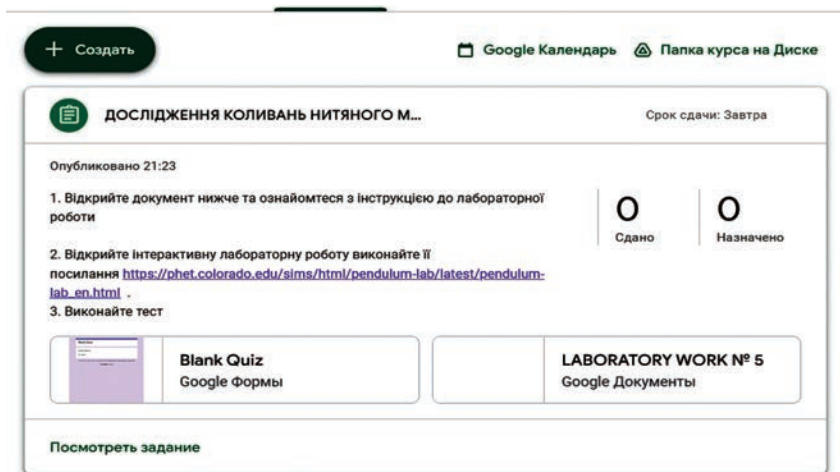 + Создать
Google Календарь
Папка курса на Диске
ДОСЛІДЖЕННЯ КОЛИВАНЬ НИТЯНОГО М...
Срок сдачи: Завтра
Опубликовано 21:23
1. Відкрийте документ нижче та ознайомтеся з інструкцією до лабораторної
роботи
2. Відкрийте інтерактивну лабораторну роботу виконайте її
посилання https://phet.colorado.edu/sims/html/pendulum-lab/latest/pendulum-
lab_en.html .
3. Виконайте тест
0
Сдано
0
Назначено
Blank Quiz
Google Формы
LABORATORY WORK № 5
Google Документы
Посмотреть задание